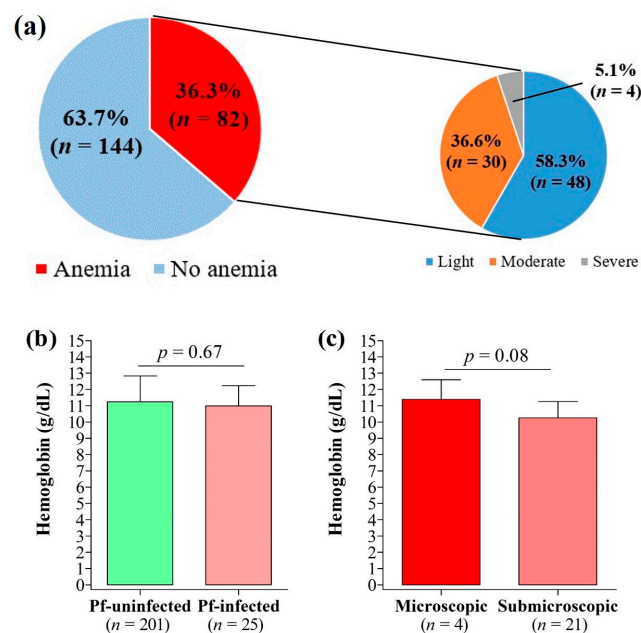 (a)
63.7%
(n = 144)
36.3%
(n = 82)
5.1%
(n = 4)
36.6%
(n = 30)
58.3%
(n = 48)
Anemia No anemia
Light Moderate Severe
(b)
Hemoglobin (g/dL)
15
14
13
12
11
10
9
8
7
6
5
4
3
2
1
0
p = 0.67
Pf-uninfected Pf-infected
(n = 201) (n = 25)
(c)
Hemoglobin (g/dL)
15
14
13
12
11
10
9
8
7
6
5
4
3
2
1
0
p = 0.08
Microscopic Submicroscopic
(n = 4) (n = 21)